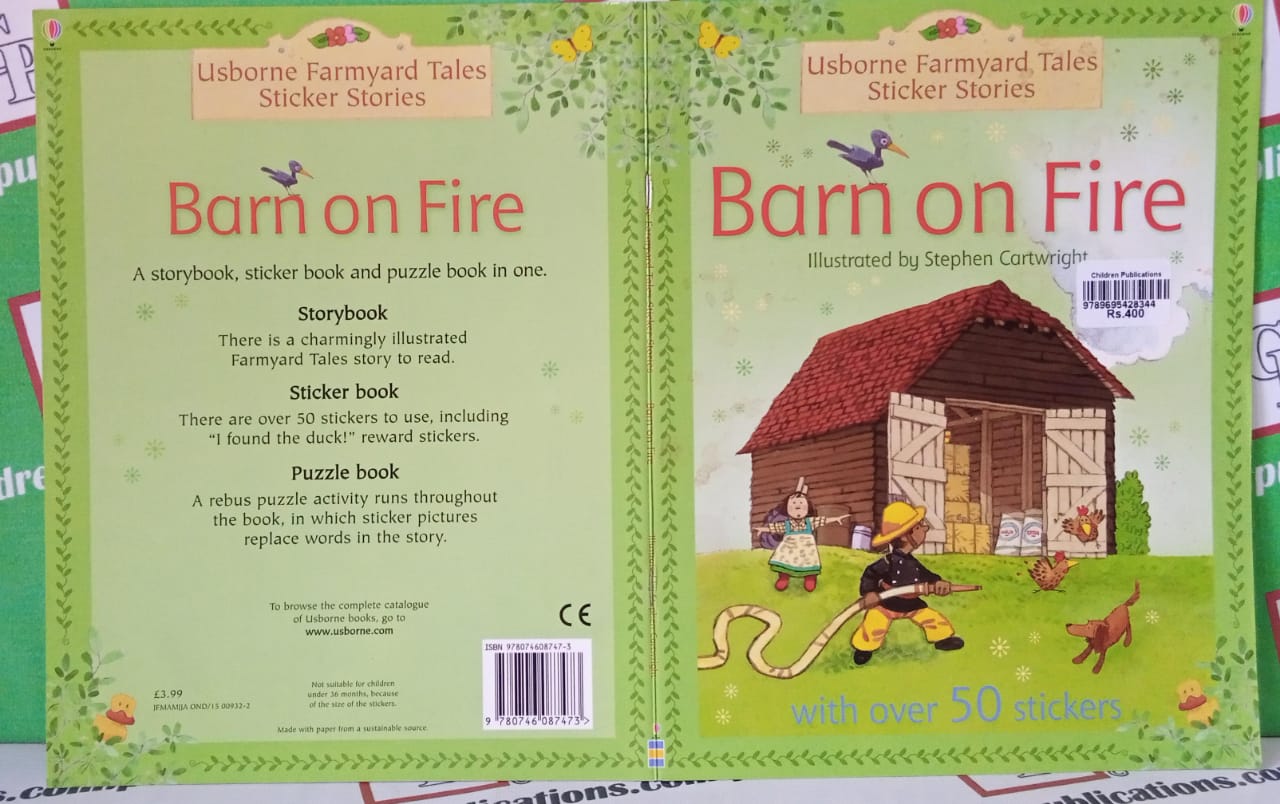 Usborne Farmyard Tales
Sticker Stories
Barn on Fire
A storybook, sticker book and puzzle book in one.
Storybook
There is a charmingly illustrated
Farmyard Tales story to read.
Sticker book
There are over 50 stickers to use, including
“I found the duck!” reward stickers.
Puzzle book
A rebus puzzle activity runs throughout
the book, in which sticker pictures
replace words in the story.
To browse the complete catalogue
of Usborne books, go to
www.usborne.com
CE
£3.99
JFMAMJJA OND/15 00932-2
Not suitable for children
under 36 months, because
of the size of the stickers.
Made with paper from a sustainable source.
ISBN 978074608747-3
9 780746 087473 >
Usborne Farmyard Tales
Sticker Stories
Barn on Fire
Illustrated by Stephen Cartwright
Children Publications
9789695428344
Rs.400
with over 50 stickers